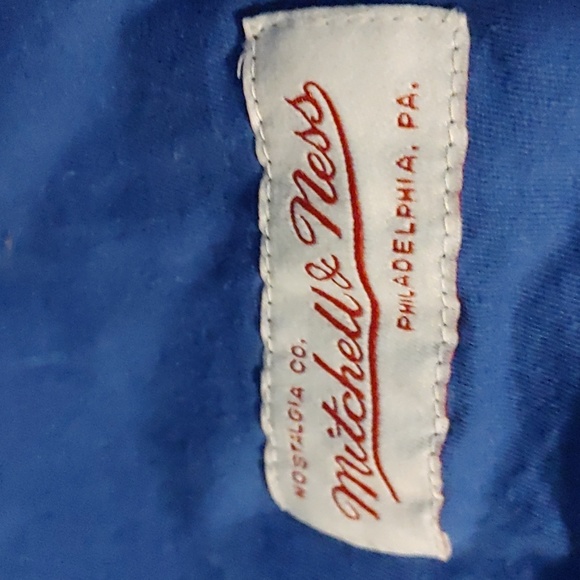 NOSTALGIA CO.
Mitchell & Ness
PHILADELPHIA, PA.